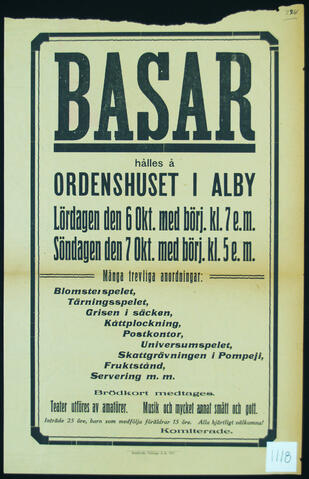 BASAR
hålles å
ORDENSHUSET I ALBY
Lördagen den 6 Okt. med börj. kl. 7 e. m.
Söndagen den 7 Okt. med börj. kl. 5 e. m.
Många trevliga anordningar:
Blomsterspelet,
Tärningsspelet,
Grisen i säcken,
Kåttplockning,
Postkontor,
Universumspelet,
Skattgrävningen i Pompeji,
Fruktstånd,
Servering m. m.
Brödkort medtages.
Teater utföres av amatörer. Musik och mycket annat smått och gott.
Inträde 25 öre, barn som medfölja föräldrar 15 öre. Alla hjärtligt välkomna!
Komiterade.
1118